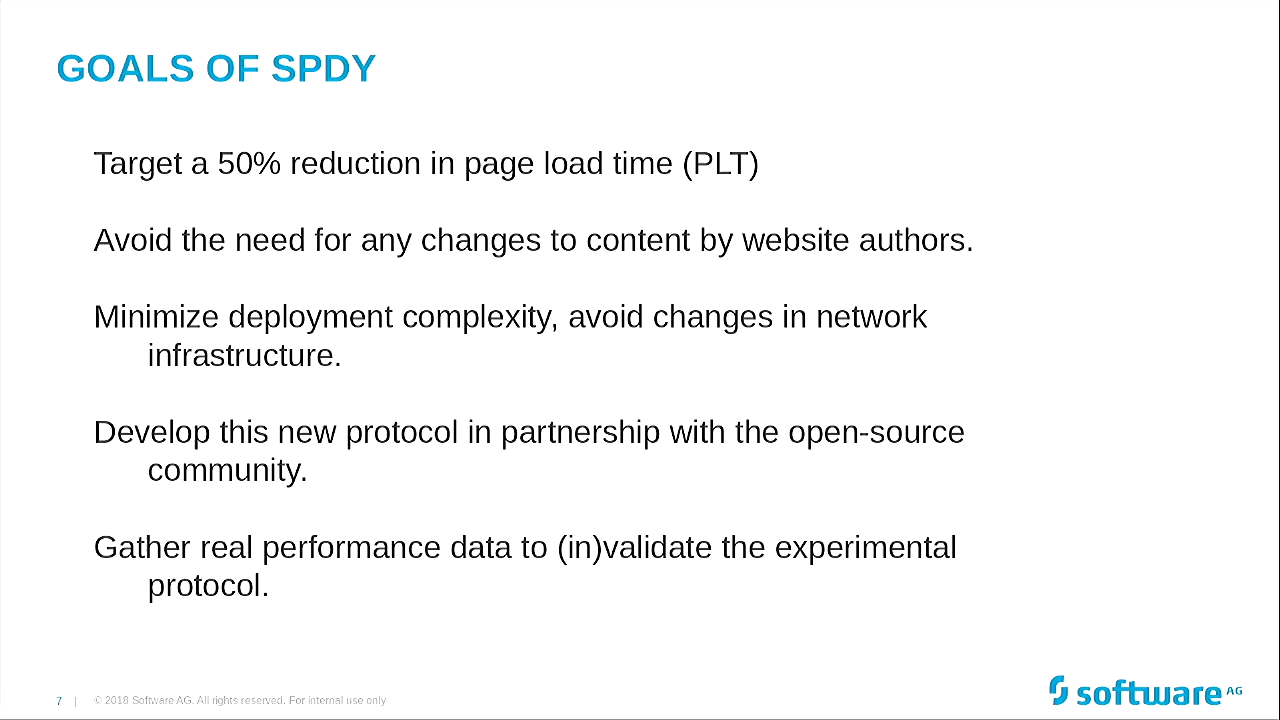 GOALS OF SPDY
Target a 50% reduction in page load time (PLT)
Avoid the need for any changes to content by website authors.
Minimize deployment complexity, avoid changes in network
infrastructure.
Develop this new protocol in partnership with the open-source
community.
Gather real performance data to (in)validate the experimental
protocol.
7 | © 2018 Software AG. All rights reserved. For internal use only
software AG